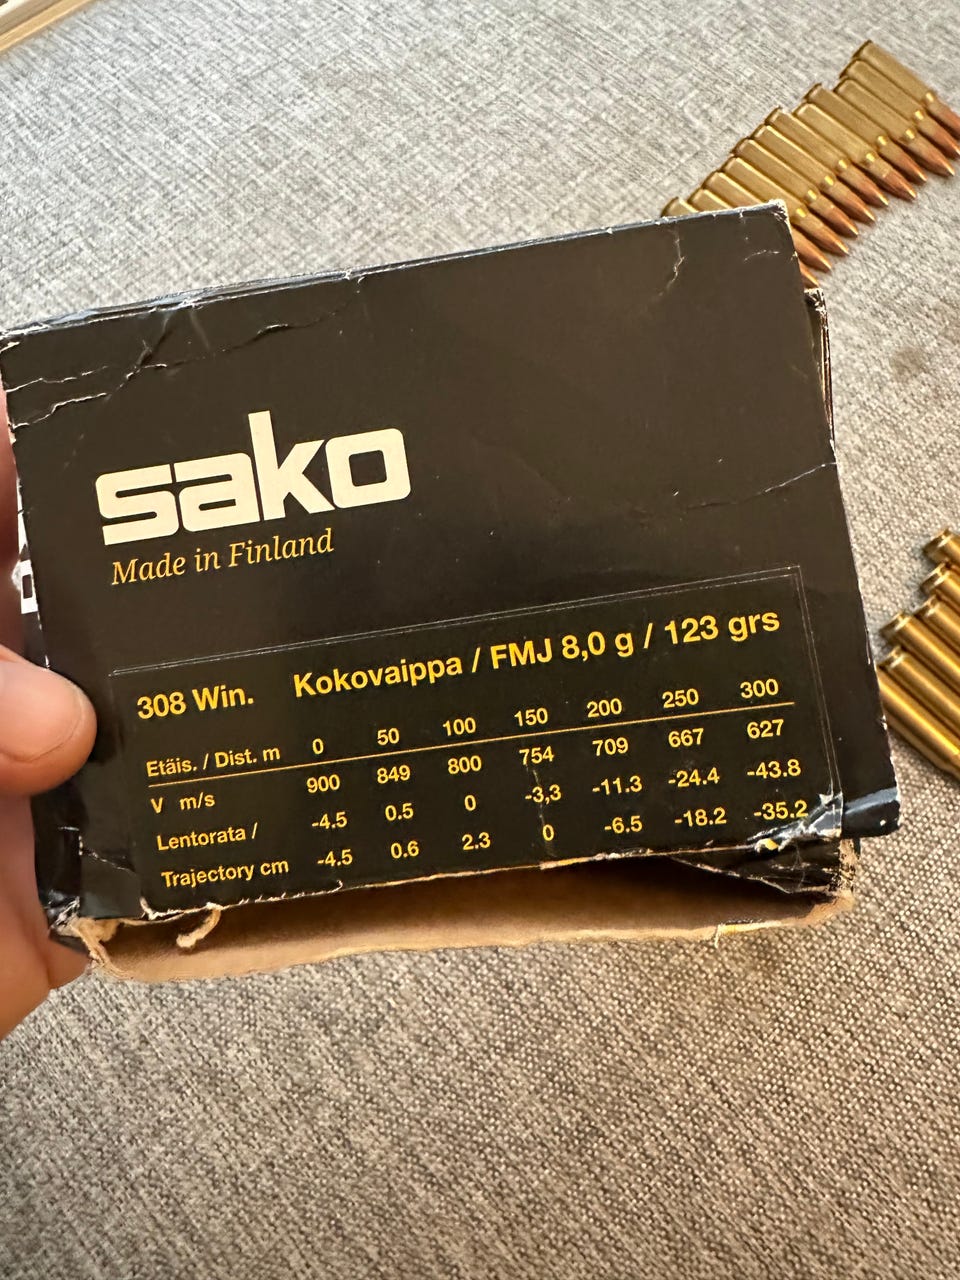 sako
Made in Finland
308 Win. Kokovaippa / FMJ 8,0 g / 123 grs
Etäis. / Dist. m 0 50 100 150 200 250 300
V m/s 900 849 800 754 709 667 627
Lentorata / -4.5 0.5 0 -3,3 -11.3 -24.4 -43.8
Trajectory cm -4.5 0.6 2.3 0 -6.5 -18.2 -35.2